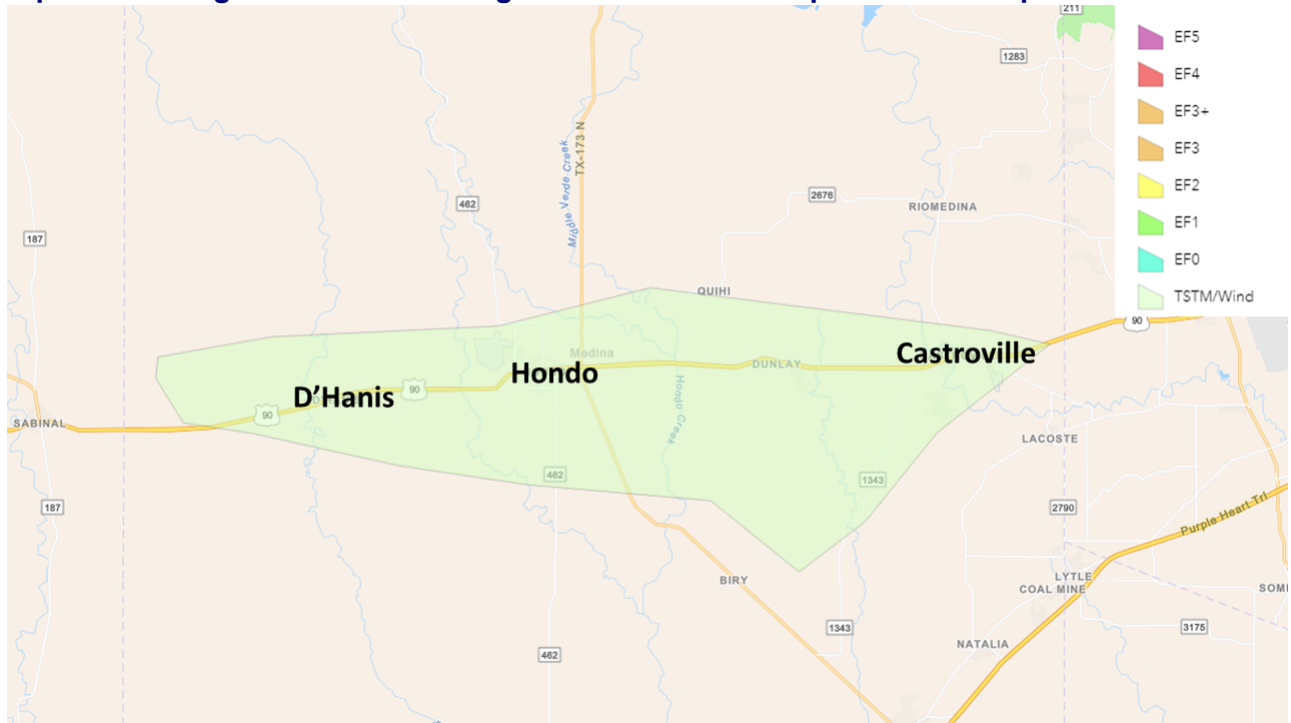 211
1283
EF5
EF4
EF3+
EF3
EF2
EF1
EF0
TSTM/Wind
TX-173 N
Middle Verde Creek
462
2676
RIOMEDINA
187
QUIHI
90
Castroville
Medina
Hondo
DUNLAY
D'Hanis
90
90
SABINAL
Hondo Creek
LACOSTE
462
1343
187
2790
Purple Heart Trl
BIRY
LYTLE
COAL MINE
SOM
1343
3175
NATALIA
462